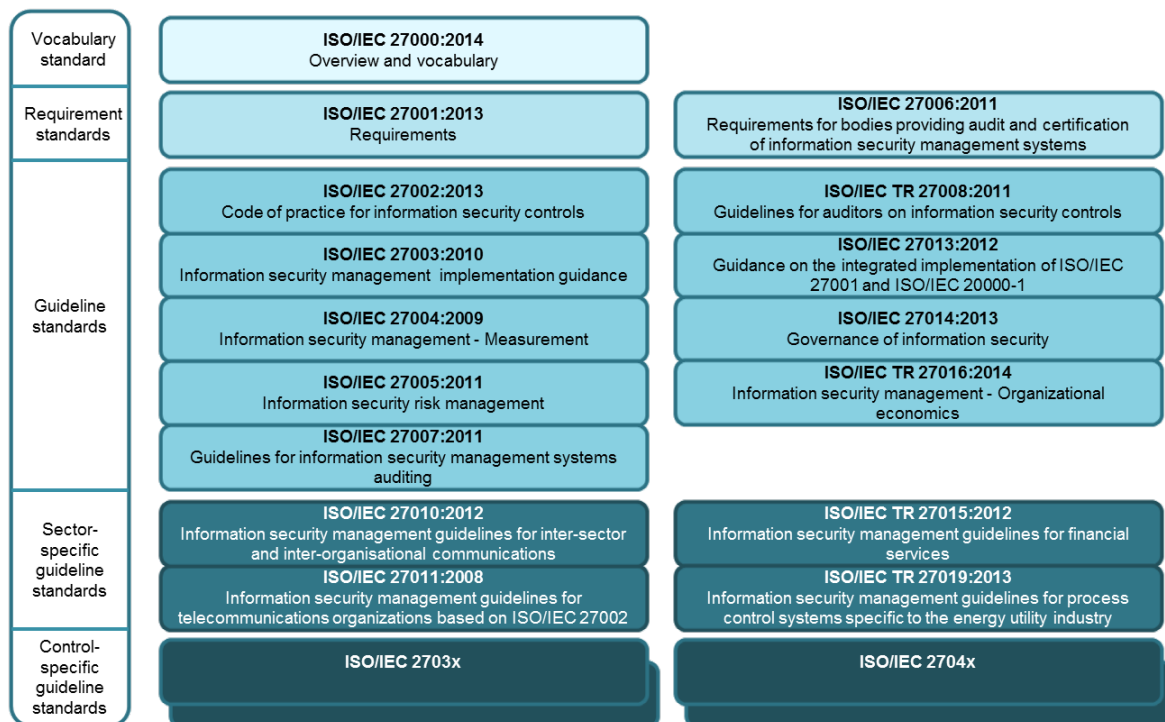 Vocabulary
standard
ISO/IEC 27000:2014
Overview and vocabulary
Requirement
standards
ISO/IEC 27001:2013
Requirements
ISO/IEC 27006:2011
Requirements for bodies providing audit and certification
of information security management systems
Guideline
standards
ISO/IEC 27002:2013
Code of practice for information security controls
ISO/IEC 27003:2010
Information security management implementation guidance
ISO/IEC 27004:2009
Information security management - Measurement
ISO/IEC 27005:2011
Information security risk management
ISO/IEC 27007:2011
Guidelines for information security management systems
auditing
ISO/IEC TR 27008:2011
Guidelines for auditors on information security controls
ISO/IEC 27013:2012
Guidance on the integrated implementation of ISO/IEC
27001 and ISO/IEC 20000-1
ISO/IEC 27014:2013
Governance of information security
ISO/IEC TR 27016:2014
Information security management - Organizational
economics
Sector-
specific
guideline
standards
ISO/IEC 27010:2012
Information security management guidelines for inter-sector
and inter-organisational communications
ISO/IEC 27011:2008
Information security management guidelines for
telecommunications organizations based on ISO/IEC 27002
ISO/IEC TR 27015:2012
Information security management guidelines for financial
services
ISO/IEC TR 27019:2013
Information security management guidelines for process
control systems specific to the energy utility industry
Control-
specific
guideline
standards
ISO/IEC 2703x
ISO/IEC 2704x